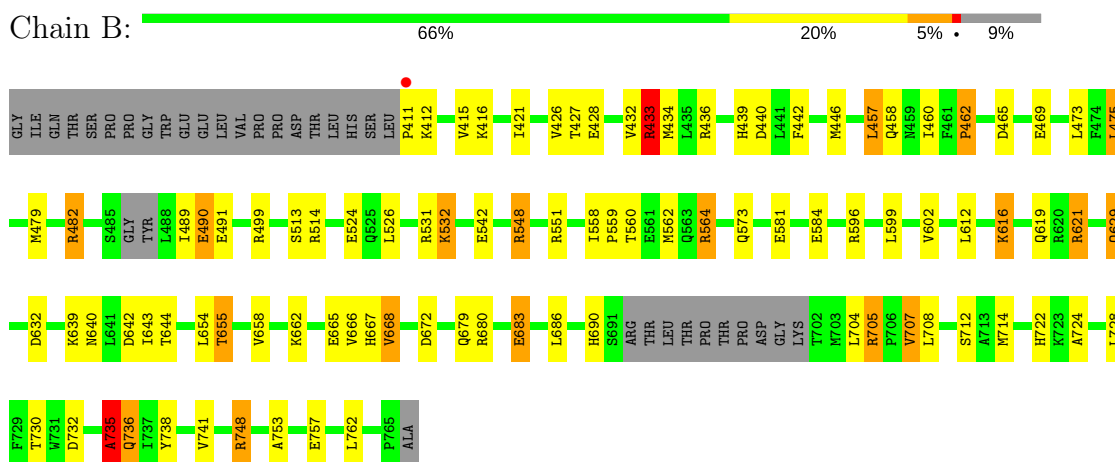 Chain B:
66% 20% 5% • 9%
GLY ILE GLN THR SER PRO PRO GLY TRP GLU GLU LEU VAL PRO PRO ASP THR LEU HIS SER LEU P411 K412 V415 K416 I421 V426 T427 E428 V432 R433 M434 L435 R436 H439 D440 L441 F442 M446 L457 Q458 N459 I460 F461 P462 D465 E469 L473 F474 L475
M479 R482 S485 GLY TYR L488 I489 E490 E491 R499 S513 R514 E524 Q525 L526 R531 K532 E542 R548 R551 I558 P559 T560 E561 M562 Q563 R564 Q573 E581 E584 R596 L599 V602 L612 K616 Q619 R620 R621
D632 K639 N640 L641 D642 I643 T644 L654 T655 V658 K662 E665 V666 H667 V668 D672 Q679 R680 E683 L686 H690 S691 ARG THR LEU THR PRO THR PRO ASP GLY LYS T702 M703 L704 R705 P706 V707 L708 S712 A713 M714 H722 K723 A724 L728
F729 T730 W731 D732 A735 Q736 I737 Y738 V741 R748 A753 E757 L762 P765 ALA